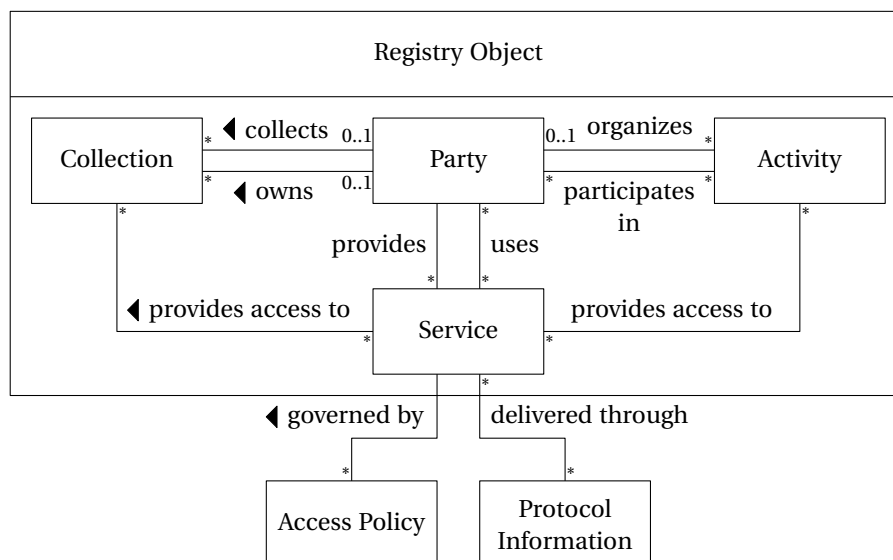 Registry Object
◀ collects
0..1
0..1
organizes
*
*
Collection
Party
Activity
*
◀ owns
0..1
*
participates
in
*
*
*
*
provides
uses
*
*
◀ provides access to
*
Service
provides access to
*
*
◀ governed by
delivered through
*
*
Access Policy
Protocol
Information